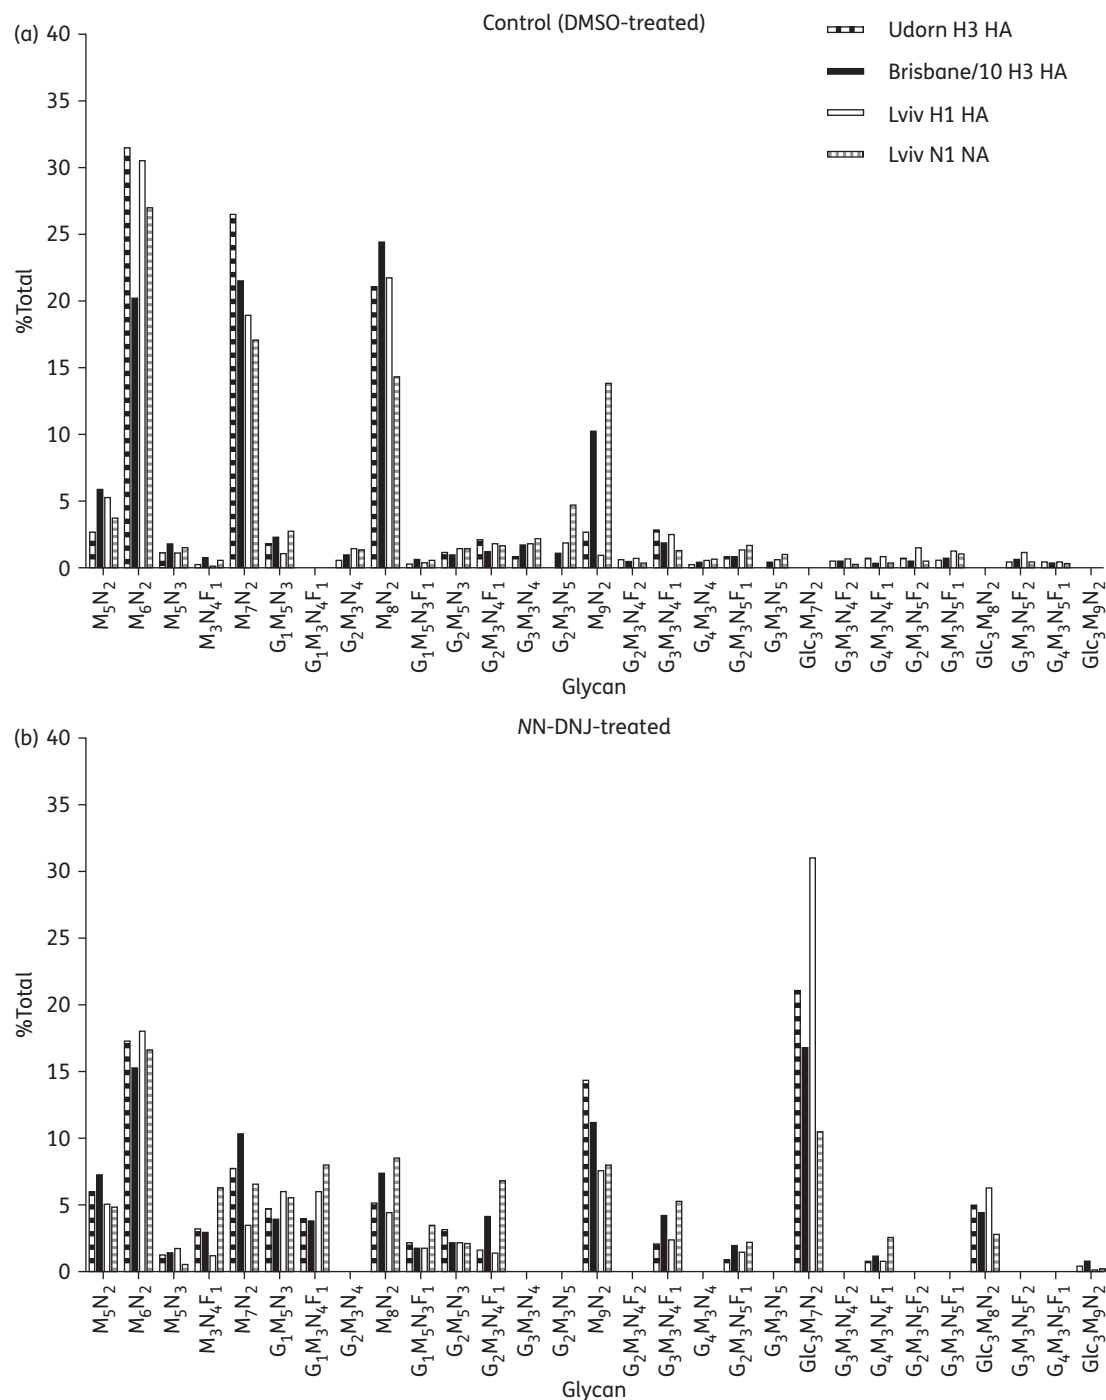 (a)
Control (DMSO-treated)
Udorn H3 HA
Brisbane/10 H3 HA
Lviv H1 HA
Lviv N1 NA
40
35
30
25
20
15
10
5
0
%Total
M5N2
M6N2
M5N3
M3N4F1
M7N2
G1M5N3
G1M3N4F1
G2M3N4
M8N2
G1M5N3F1
G2M5N3
G2M3N4F1
G3M3N4
G2M3N5
M9N2
G2M3N4F2
G3M3N4F1
G4M3N4
G2M3N5F1
G3M3N5
Glc3M7N2
G3M3N4F2
G4M3N4F1
G2M3N5F2
G3M3N5F1
Glc3M8N2
G3M3N5F2
G4M3N5F1
Glc3M9N2
Glycan
(b)
NN-DNJ-treated
40
35
30
25
20
15
10
5
0
%Total
M5N2
M6N2
M5N3
M3N4F1
M7N2
G1M5N3
G1M3N4F1
G2M3N4
M8N2
G1M5N3F1
G2M5N3
G2M3N4F1
G3M3N4
G2M3N5
M9N2
G2M3N4F2
G3M3N4F1
G4M3N4
G2M3N5F1
G3M3N5
Glc3M7N2
G3M3N4F2
G4M3N4F1
G2M3N5F2
G3M3N5F1
Glc3M8N2
G3M3N5F2
G4M3N5F1
Glc3M9N2
Glycan